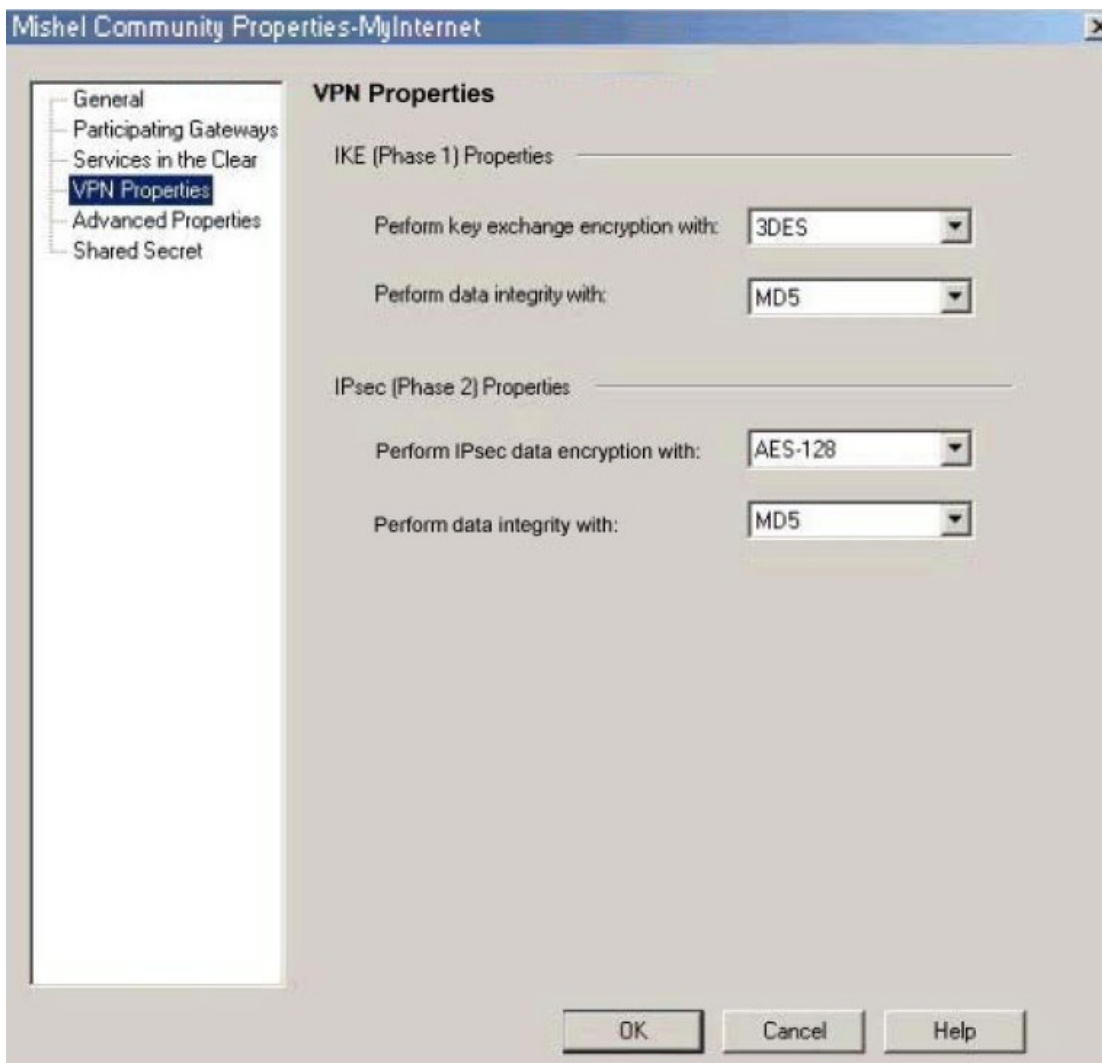 Mishel Community Properties-MyInternet
General
Participating Gateways
Services in the Clear
VPN Properties
Advanced Properties
Shared Secret
VPN Properties
IKE (Phase 1) Properties
Perform key exchange encryption with: 3DES
Perform data integrity with: MD5
IPsec (Phase 2) Properties
Perform IPsec data encryption with: AES-128
Perform data integrity with: MD5
OK Cancel Help